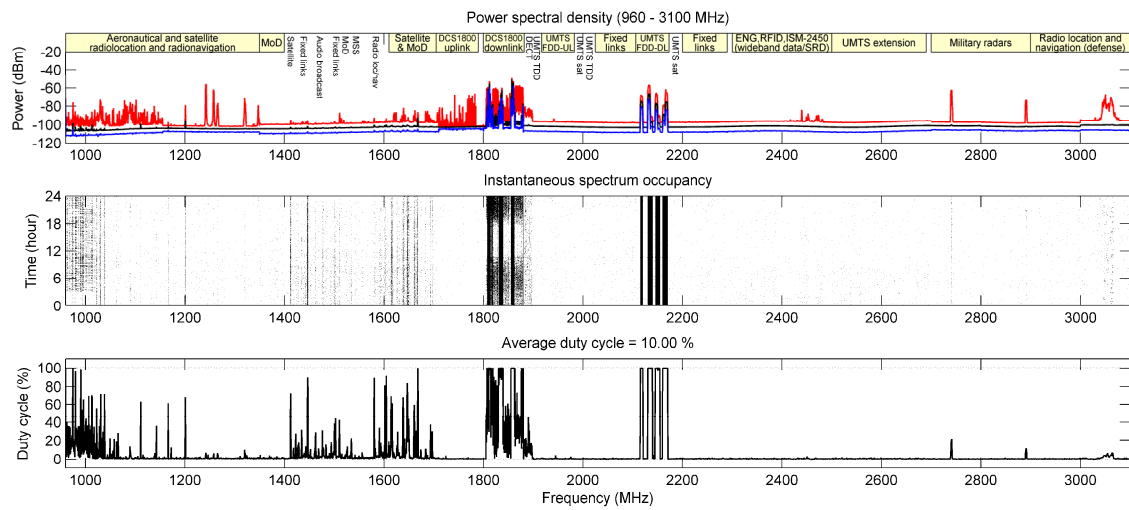 Power spectral density (960 - 3100 MHz)
Aeronautical and satellite
radiolocation and radionavigation
MoD
Satellite
Fixed links
Audio broadcast
Fixed links
MoD
MSS
Radio loc/nav
Satellite
& MoD
DCS1800
uplink
DCS1800
downlink
DECT
UMTS TDD
UMTS
FDD-UL
UMTS sat
UMTS TDD
Fixed
links
UMTS
FDD-DL
UMTS sat
Fixed
links
ENG,RFID,ISM-2450
(wideband data/SRD)
UMTS extension
Military radars
Radio location and
navigation (defense)
Power (dBm)
-20
-40
-60
-80
-100
-120
1000 1200 1400 1600 1800 2000 2200 2400 2600 2800 3000
Instantaneous spectrum occupancy
Time (hour)
24
18
12
6
0
1000 1200 1400 1600 1800 2000 2200 2400 2600 2800 3000
Average duty cycle = 10.00 %
Duty cycle (%)
100
80
60
40
20
0
1000 1200 1400 1600 1800 2000 2200 2400 2600 2800 3000
Frequency (MHz)